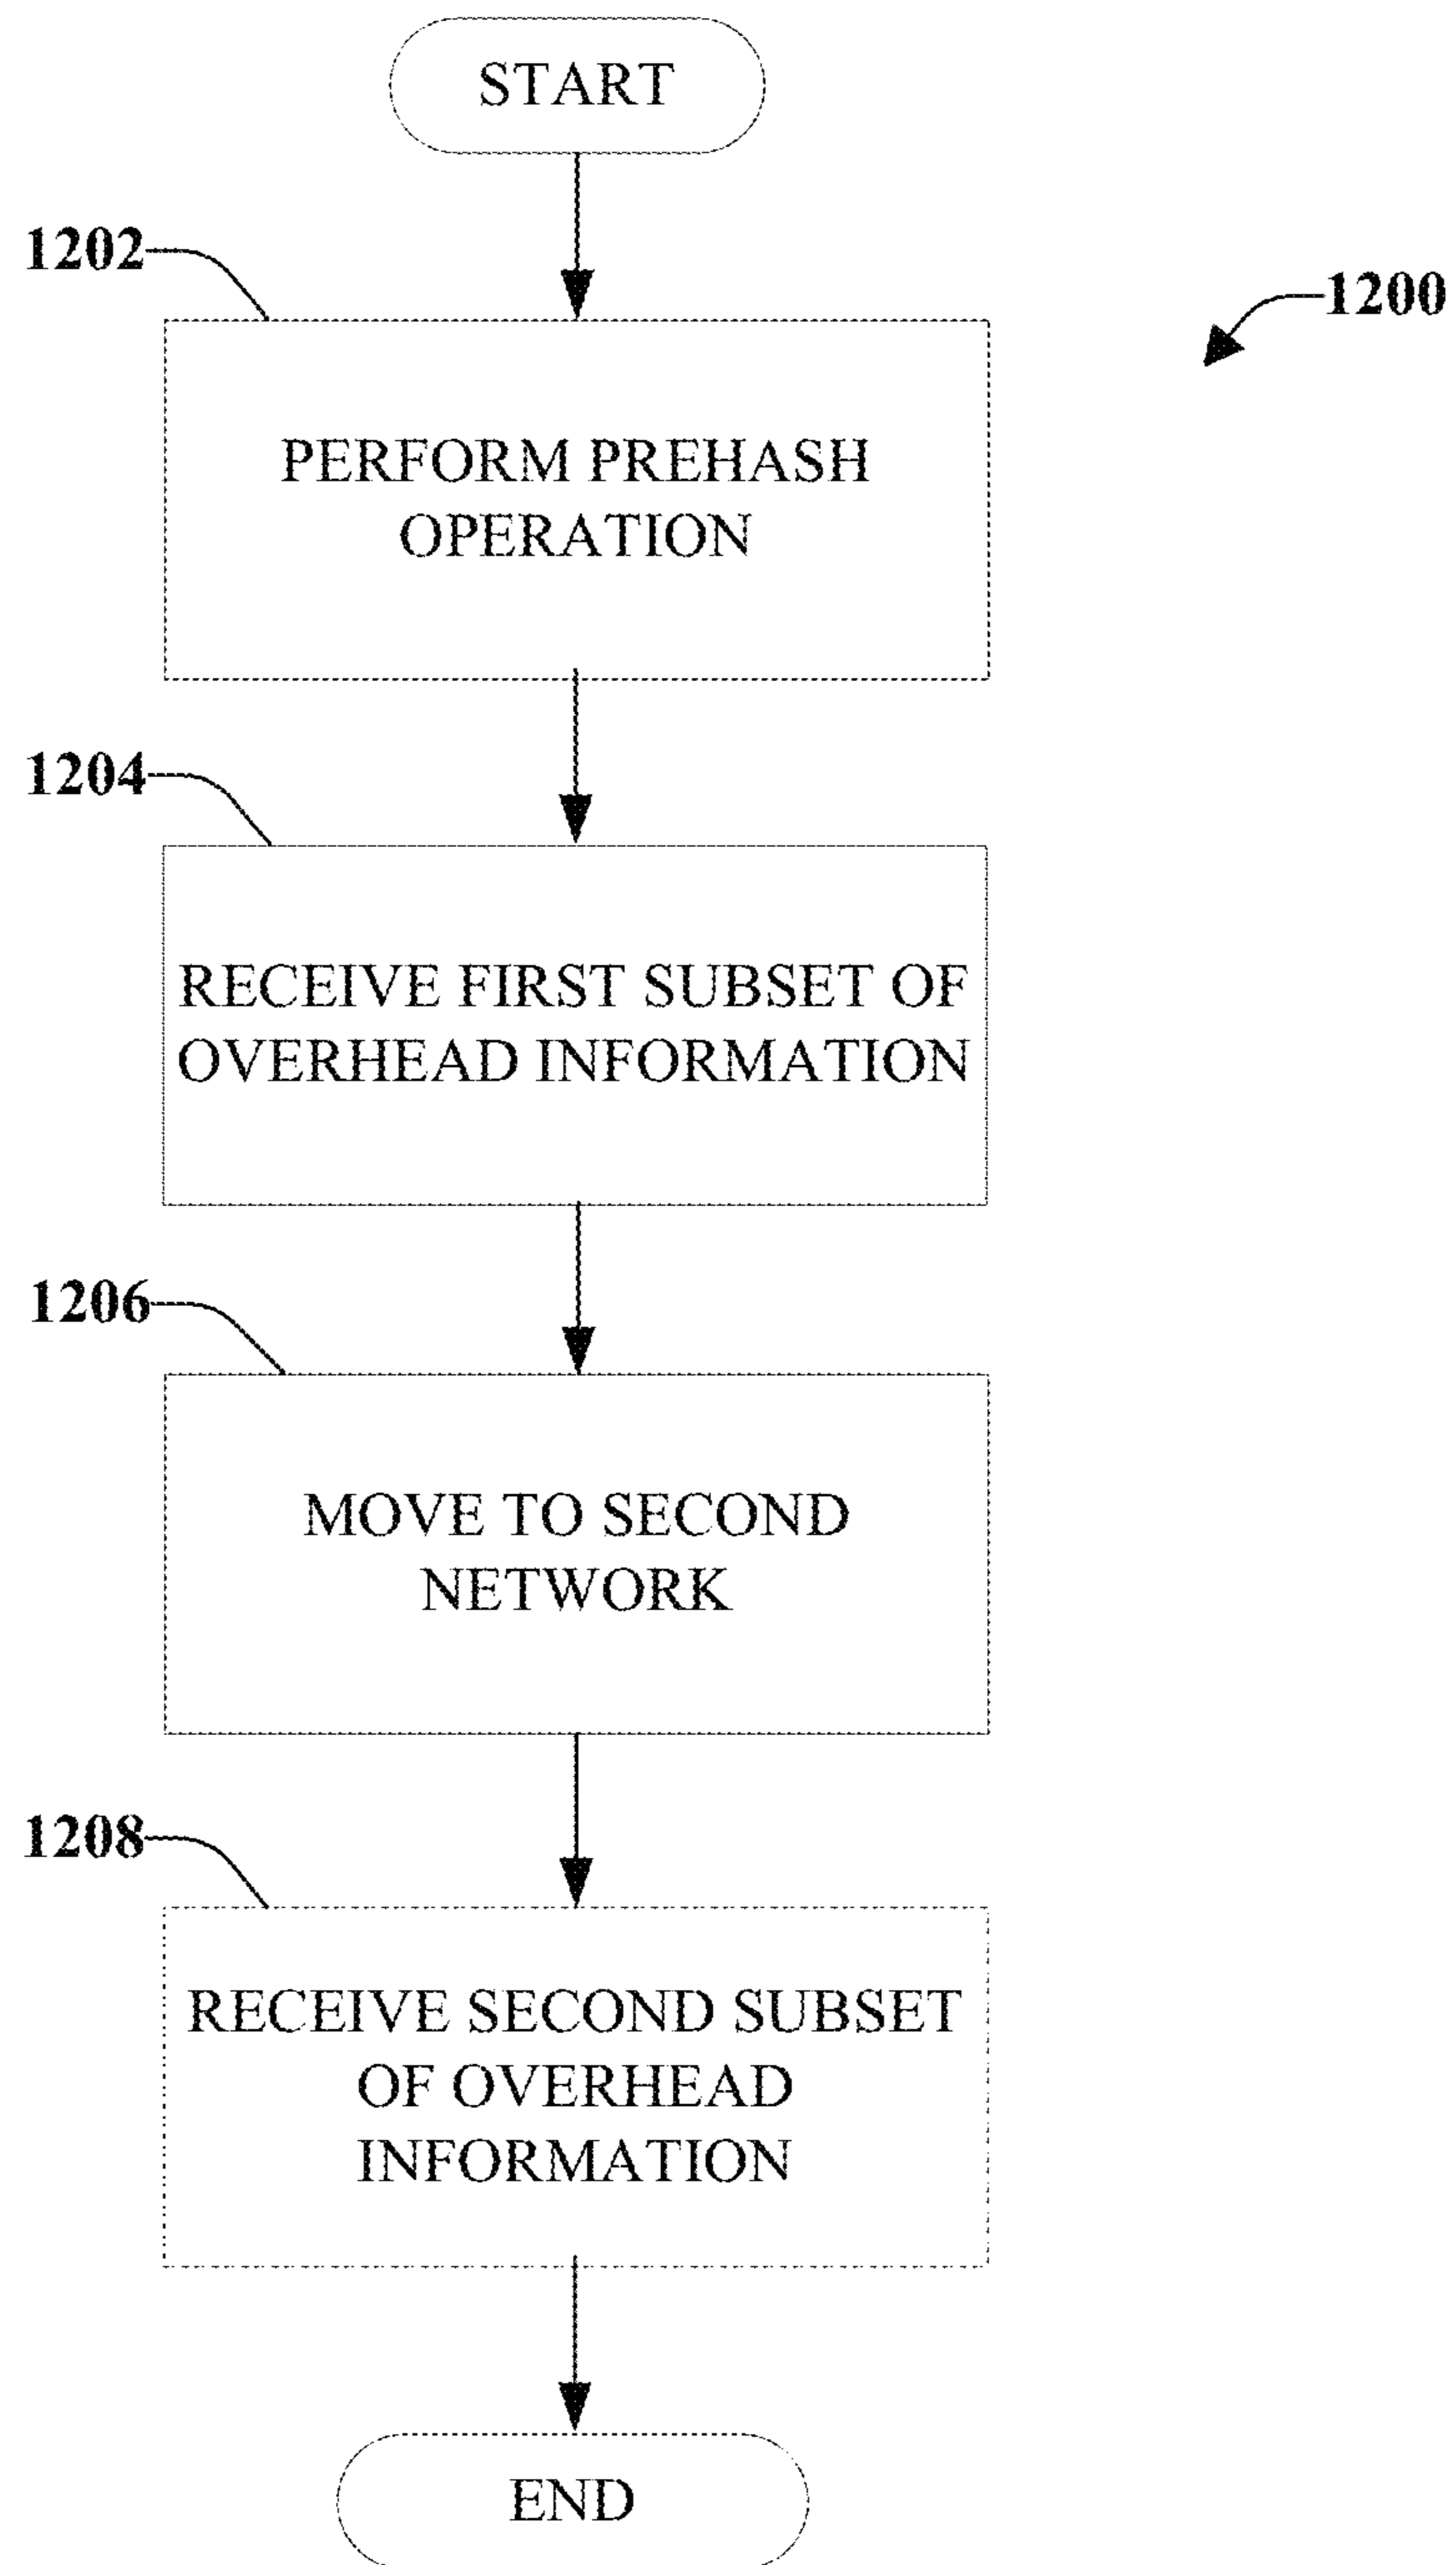 START
1202
1200
PERFORM PREHASH
OPERATION
1204
RECEIVE FIRST SUBSET OF
OVERHEAD INFORMATION
1206
MOVE TO SECOND
NETWORK
1208
RECEIVE SECOND SUBSET
OF OVERHEAD
INFORMATION
END